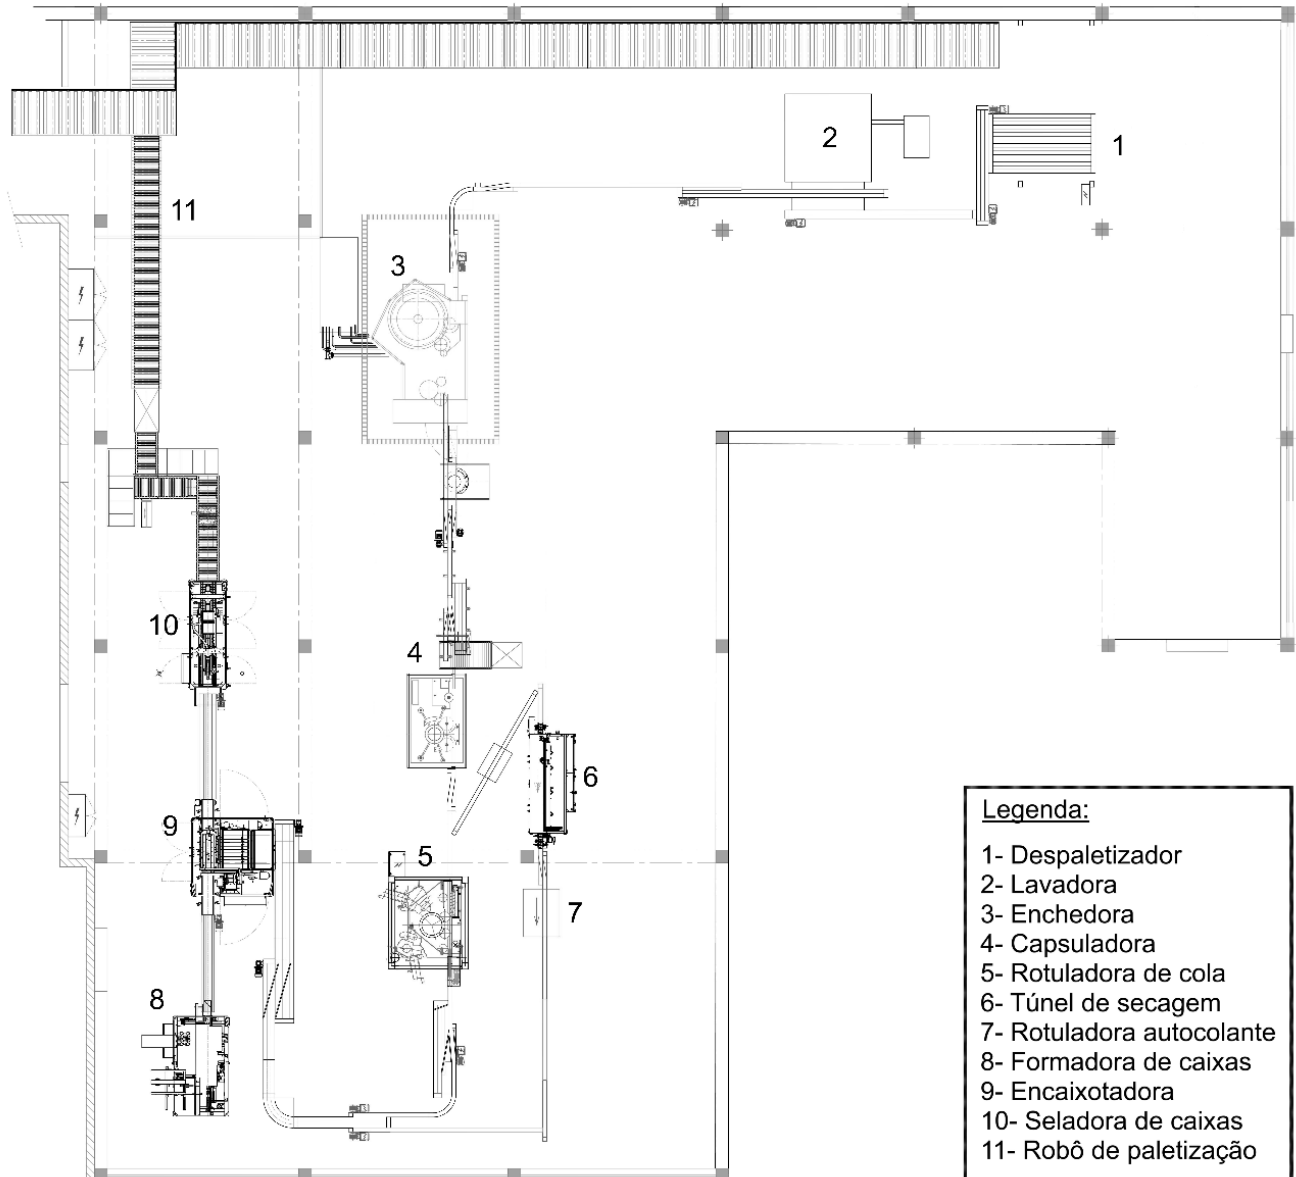 2
1
11
3
10
4
6
9
5
7
8
Legenda:
1- Despaletizador
2- Lavadora
3- Enchedora
4- Capsuladora
5- Rotuladora de cola
6- Túnel de secagem
7- Rotuladora autocolante
8- Formadora de caixas
9- Encaixotadora
10- Seladora de caixas
11- Robô de paletização